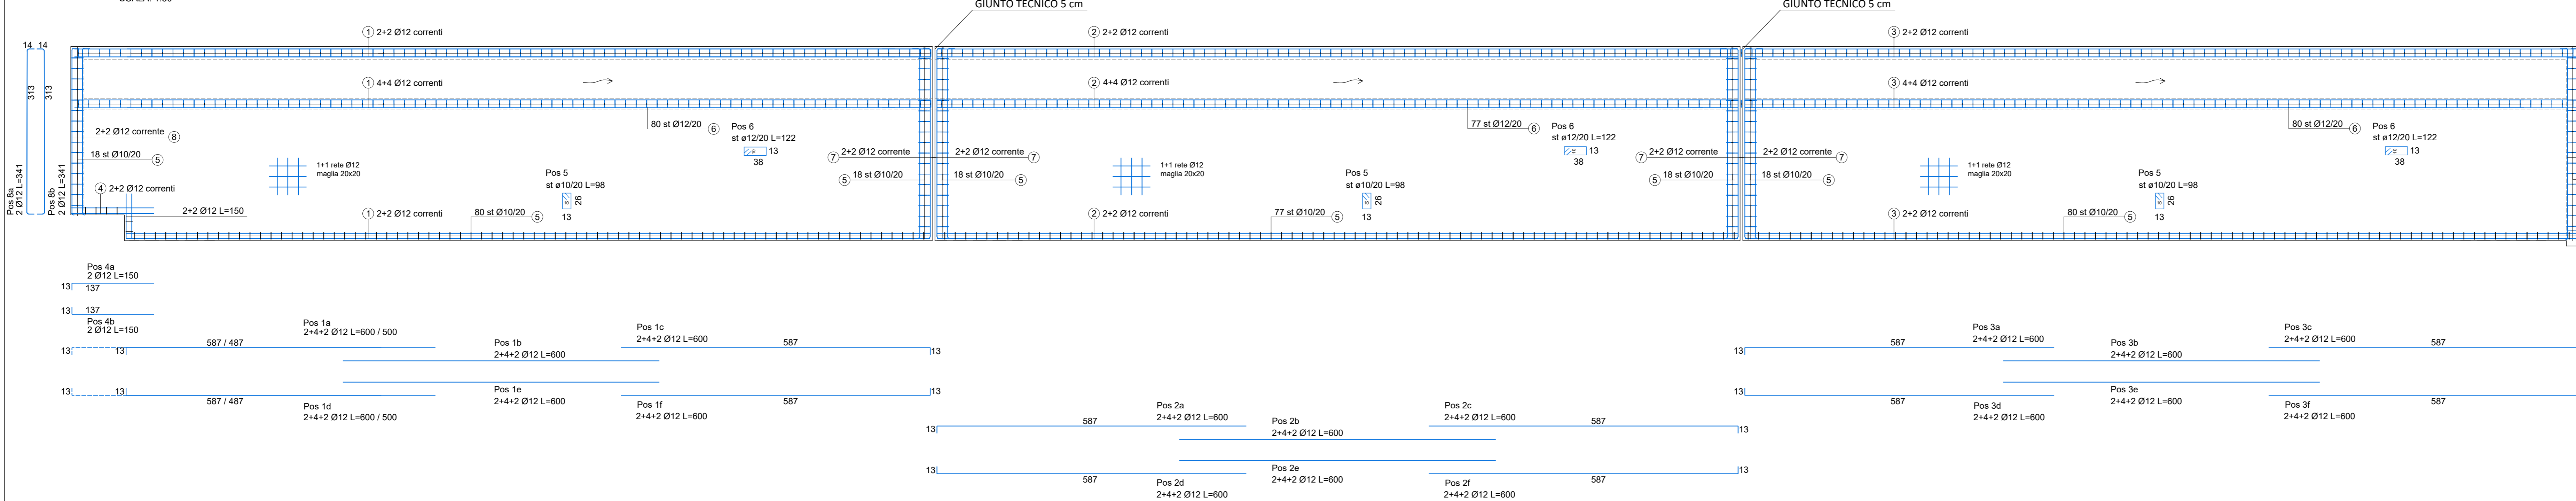 GIUNTO TECNICO 5 cm
GIUNTO TECNICO 5 cm
1 2+2 Ø12 correnti
2 2+2 Ø12 correnti
3 2+2 Ø12 correnti
14 14
313
313
Pos 8a
2 Ø12 L=341
Pos 8b
2 Ø12 L=341
1 4+4 Ø12 correnti
2 4+4 Ø12 correnti
3 4+4 Ø12 correnti
2+2 Ø12 corrente 8
18 st Ø10/20 5
4 2+2 Ø12 correnti
2+2 Ø12 L=150
1+1 rete Ø12
maglia 20x20
1 2+2 Ø12 correnti
80 st Ø10/20 5
Pos 5
st ø10/20 L=98
26
13
80 st Ø12/20 6
Pos 6
st ø12/20 L=122
13
38
7 2+2 Ø12 corrente
5 18 st Ø10/20
2+2 Ø12 corrente 7
18 st Ø10/20 5
1+1 rete Ø12
maglia 20x20
2 2+2 Ø12 correnti
77 st Ø10/20 5
Pos 5
st ø10/20 L=98
26
13
77 st Ø12/20 6
Pos 6
st ø12/20 L=122
13
38
7 2+2 Ø12 corrente
5 18 st Ø10/20
2+2 Ø12 corrente 7
18 st Ø10/20 5
1+1 rete Ø12
maglia 20x20
3 2+2 Ø12 correnti
80 st Ø10/20 5
Pos 5
st ø10/20 L=98
26
13
80 st Ø12/20 6
Pos 6
st ø12/20 L=122
13
38
Pos 4a
2 Ø12 L=150
13 137
13 137
Pos 4b
2 Ø12 L=150
Pos 1a
2+4+2 Ø12 L=600 / 500
13 13 587 / 487
Pos 1b
2+4+2 Ø12 L=600
Pos 1c
2+4+2 Ø12 L=600
587 13
13 13 587 / 487
Pos 1d
2+4+2 Ø12 L=600 / 500
Pos 1e
2+4+2 Ø12 L=600
Pos 1f
2+4+2 Ø12 L=600
587 13
Pos 2a
2+4+2 Ø12 L=600
13 587
Pos 2b
2+4+2 Ø12 L=600
Pos 2c
2+4+2 Ø12 L=600
587 13
13 587
Pos 2d
2+4+2 Ø12 L=600
Pos 2e
2+4+2 Ø12 L=600
Pos 2f
2+4+2 Ø12 L=600
587 13
Pos 3a
2+4+2 Ø12 L=600
13 587
Pos 3b
2+4+2 Ø12 L=600
Pos 3c
2+4+2 Ø12 L=600
587
13 587
Pos 3d
2+4+2 Ø12 L=600
Pos 3e
2+4+2 Ø12 L=600
Pos 3f
2+4+2 Ø12 L=600
587